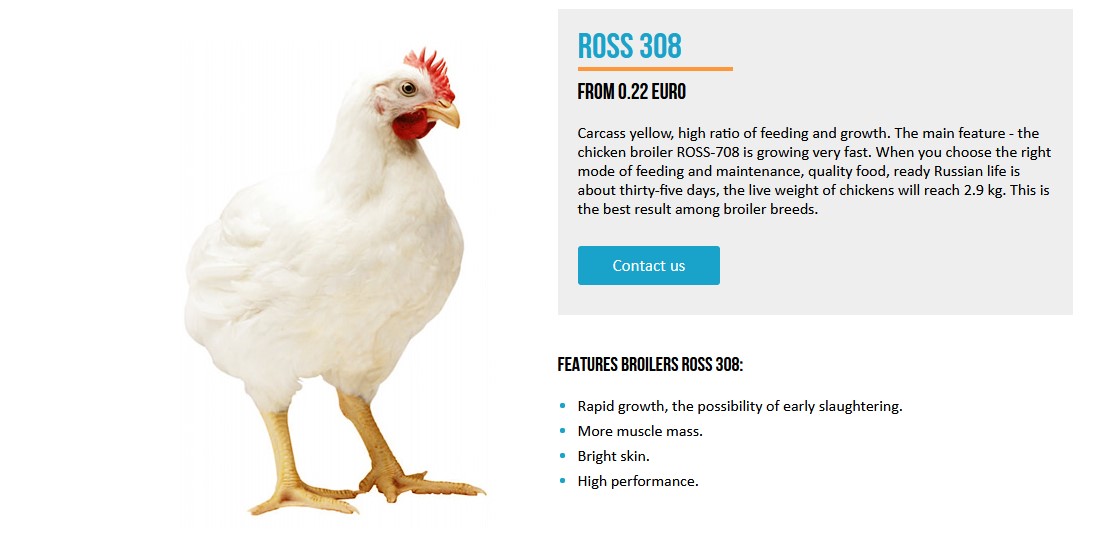 ROSS 308
FROM 0.22 EURO
Carcass yellow, high ratio of feeding and growth. The main feature - the
chicken broiler ROSS-708 is growing very fast. When you choose the right
mode of feeding and maintenance, quality food, ready Russian life is
about thirty-five days, the live weight of chickens will reach 2.9 kg. This is
the best result among broiler breeds.
Contact us
FEATURES BROILERS ROSS 308:
Rapid growth, the possibility of early slaughtering.
More muscle mass.
Bright skin.
High performance.